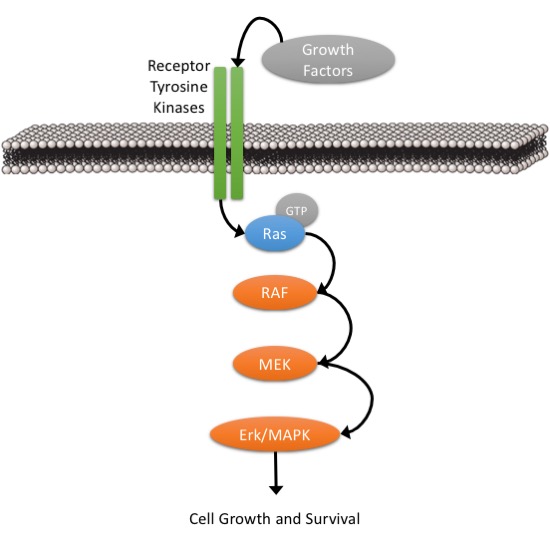 Growth
Factors
Receptor
Tyrosine
Kinases
GTP
Ras
RAF
MEK
Erk/MAPK
Cell Growth and Survival